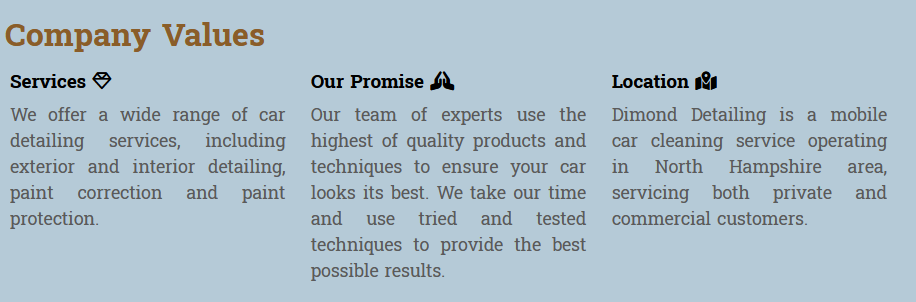 Company Values
Services
We offer a wide range of car
detailing services, including
exterior and interior detailing,
paint correction and paint
protection.
Our Promise
Our team of experts use the
highest of quality products and
techniques to ensure your car
looks its best. We take our time
and use tried and tested
techniques to provide the best
possible results.
Location
Dimond Detailing is a mobile
car cleaning service operating
in North Hampshire area,
servicing both private and
commercial customers.